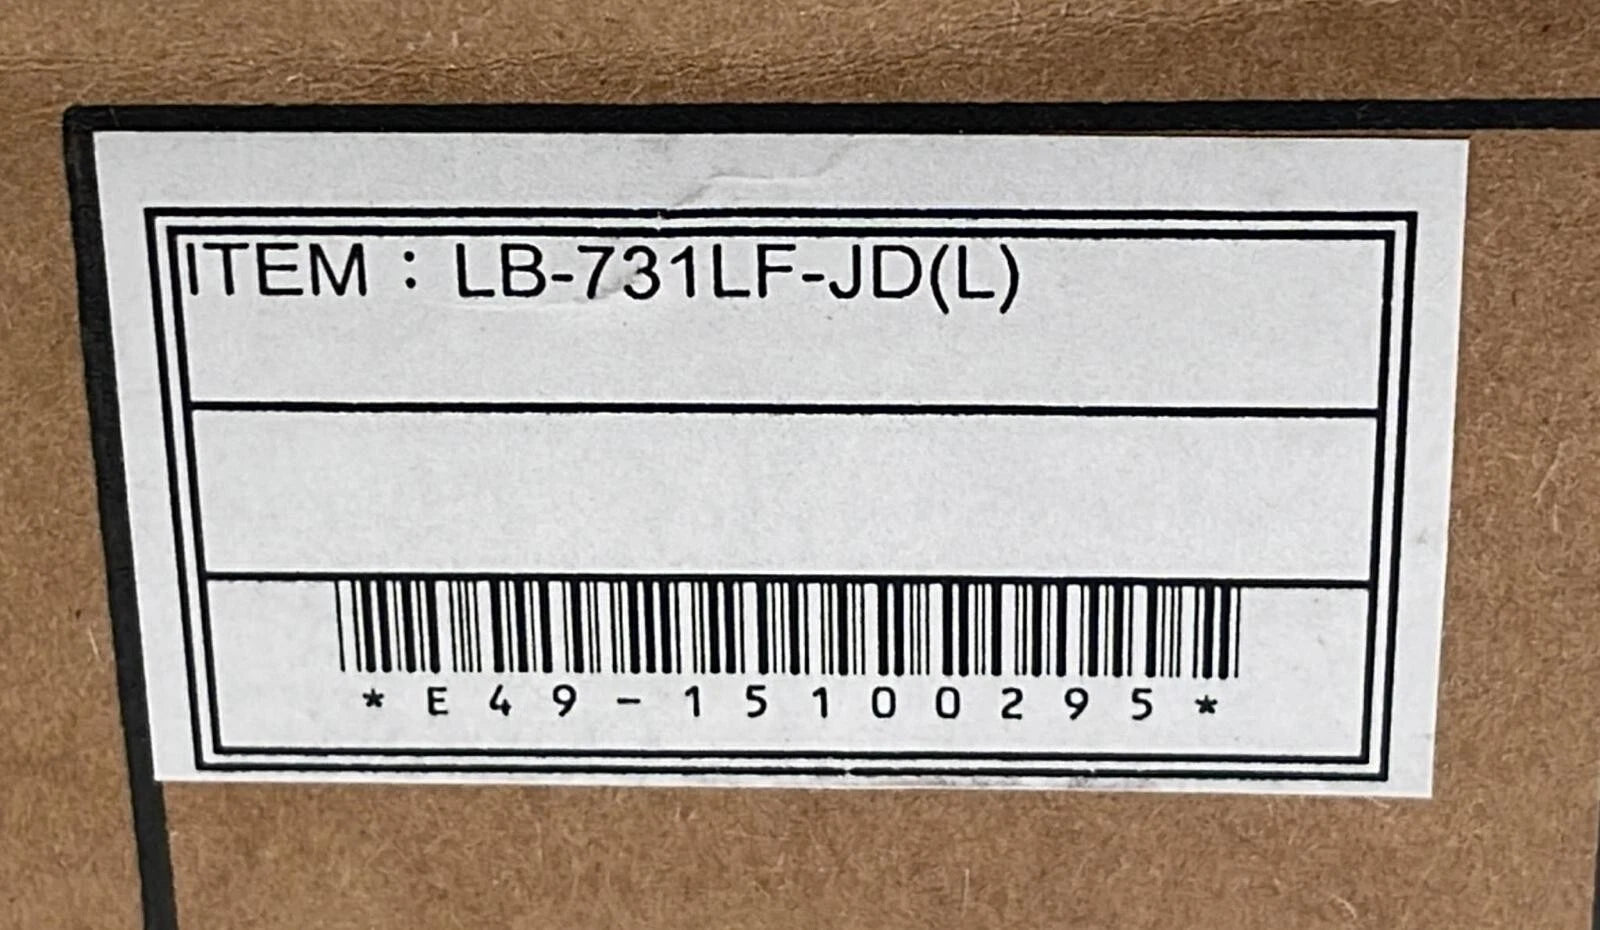 ITEM : LB-731LF-JD(L)
*E49-15100295*